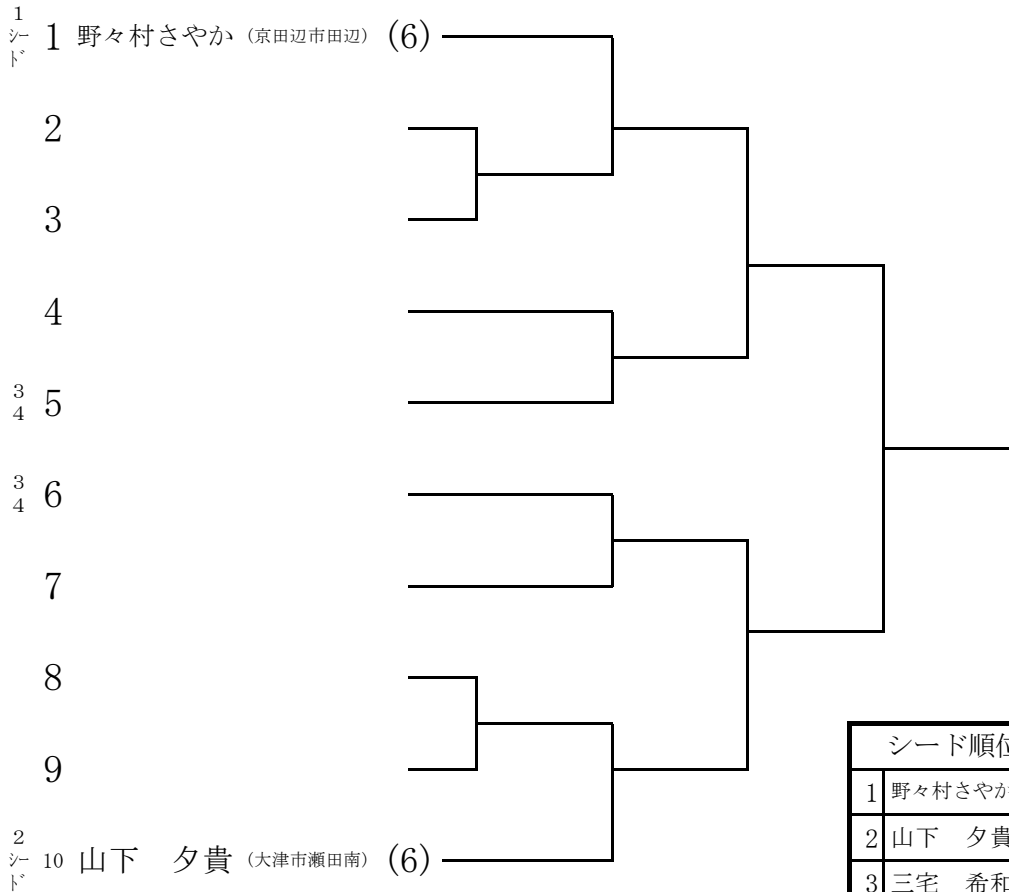 1 シード 1 野々村さやか (京田辺市田辺) (6)
2
3
4
3 4 5
3 4 6
7
8
9
2 シード 10 山下 夕貴 (大津市瀬田南) (6)
シード順位
1 野々村さやか
2 山下 夕貴
3 三宅 希和